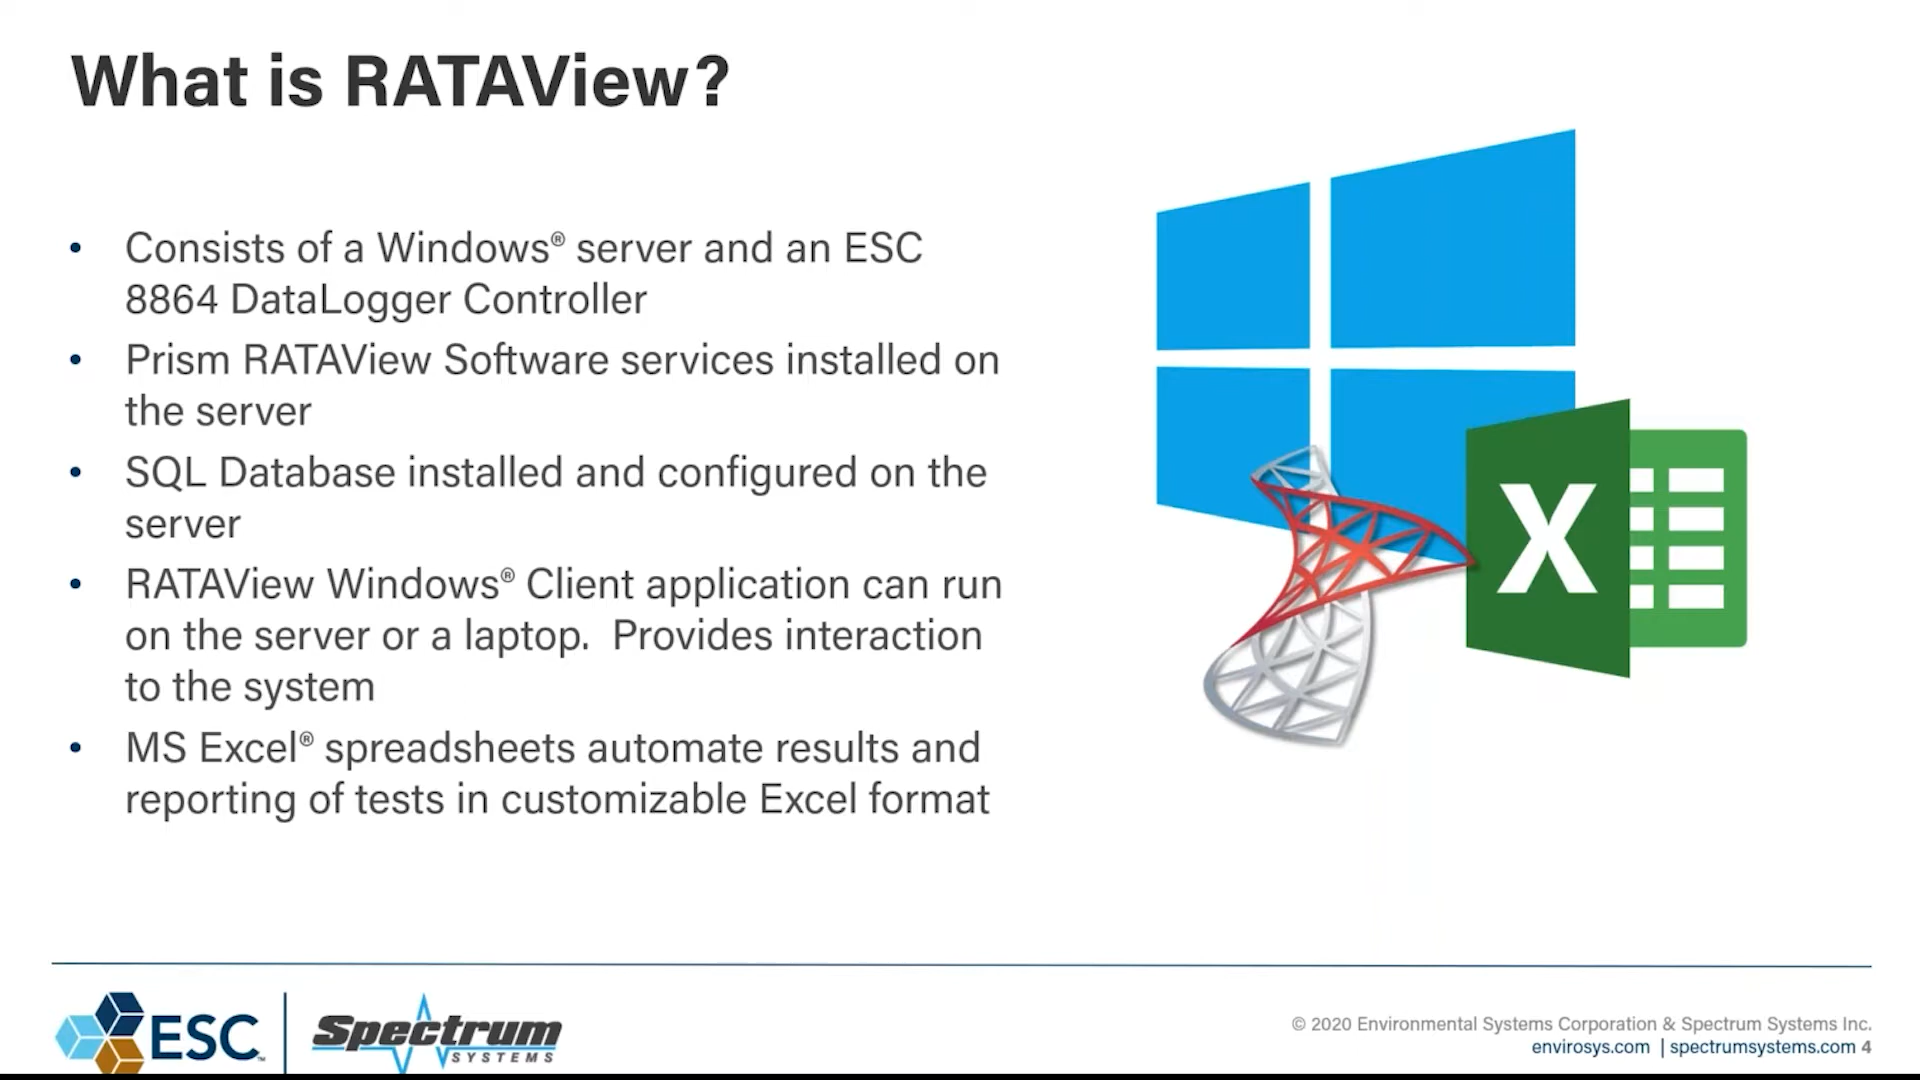 What is RATAView?
• Consists of a Windows® server and an ESC
8864 DataLogger Controller
• Prism RATAView Software services installed on
the server
• SQL Database installed and configured on the
server
• RATAView Windows® Client application can run
on the server or a laptop.  Provides interaction
to the system
• MS Excel® spreadsheets automate results and
reporting of tests in customizable Excel format
X
ESC™
Spectrum
SYSTEMS
© 2020 Environmental Systems Corporation & Spectrum Systems Inc.
envirosys.com | spectrumsystems.com 4